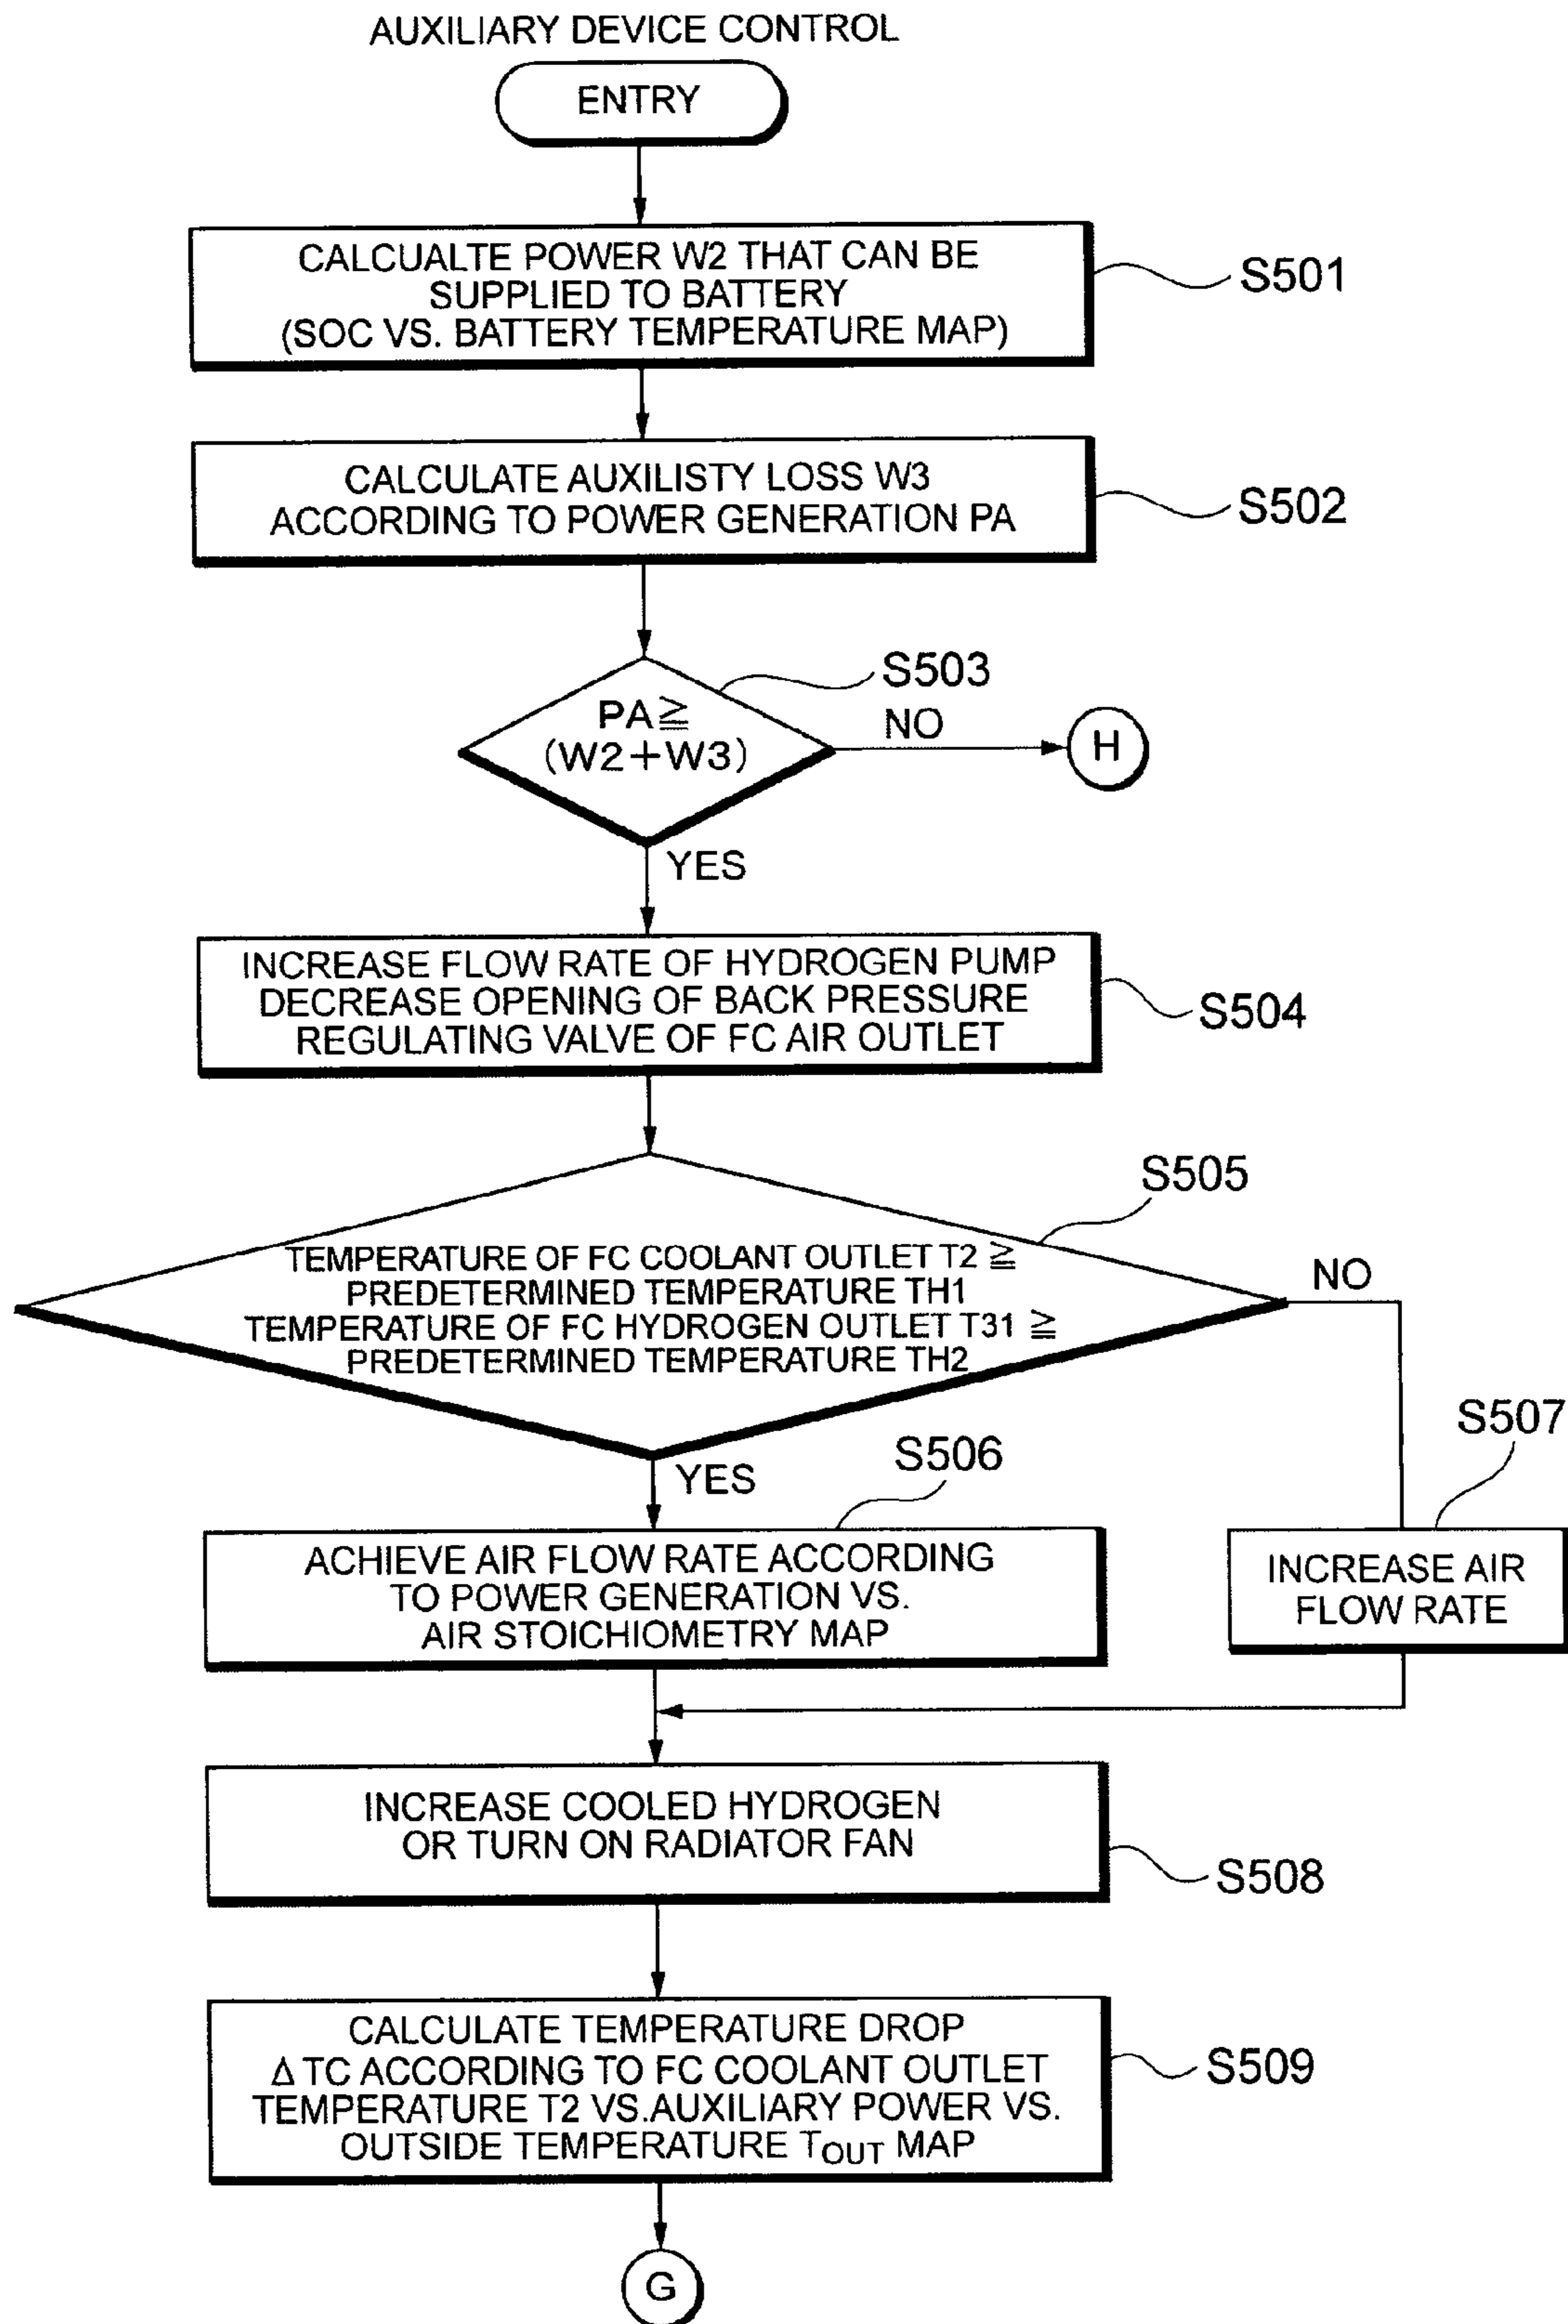 AUXILIARY DEVICE CONTROL
ENTRY
CALCUALTE POWER W2 THAT CAN BE
SUPPLIED TO BATTERY
(SOC VS. BATTERY TEMPERATURE MAP)
S501
CALCULATE AUXILISTY LOSS W3
ACCORDING TO POWER GENERATION PA
S502
S503
PA≧
(W2+W3)
NO
H
YES
INCREASE FLOW RATE OF HYDROGEN PUMP
DECREASE OPENING OF BACK PRESSURE
REGULATING VALVE OF FC AIR OUTLET
S504
S505
TEMPERATURE OF FC COOLANT OUTLET T2 ≧
PREDETERMINED TEMPERATURE TH1
TEMPERATURE OF FC HYDROGEN OUTLET T31 ≧
PREDETERMINED TEMPERATURE TH2
NO
YES
S506
S507
ACHIEVE AIR FLOW RATE ACCORDING
TO POWER GENERATION VS.
AIR STOICHIOMETRY MAP
INCREASE AIR
FLOW RATE
INCREASE COOLED HYDROGEN
OR TURN ON RADIATOR FAN
S508
CALCULATE TEMPERATURE DROP
Δ TC ACCORDING TO FC COOLANT OUTLET
TEMPERATURE T2 VS.AUXILIARY POWER VS.
OUTSIDE TEMPERATURE TOUT MAP
S509
G